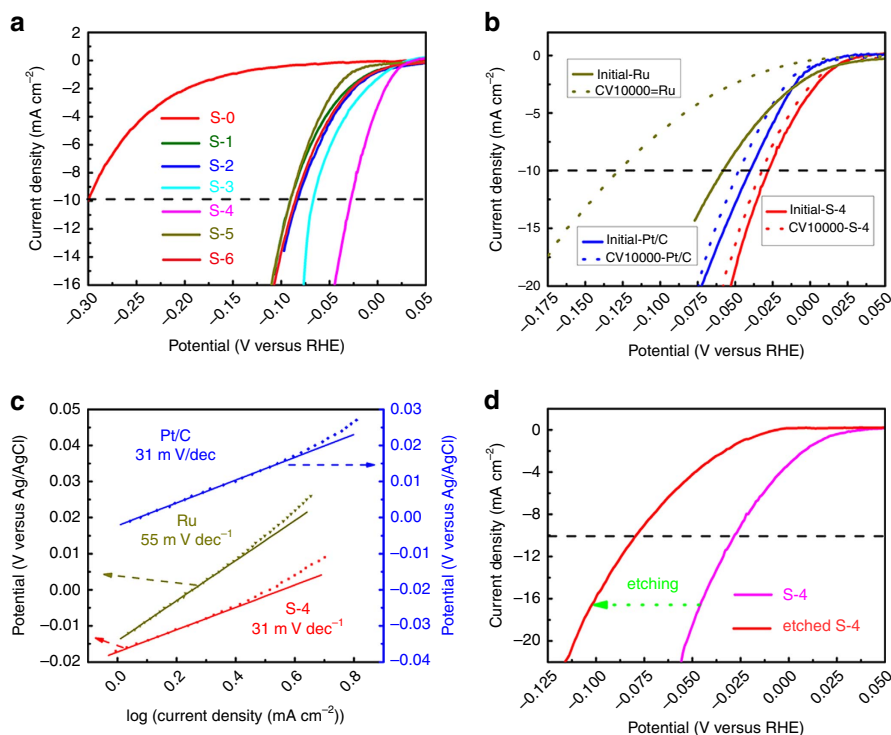 a
2
0
−2
−4
−6
−8
−10
−12
−14
−16
Current density (mA cm−2)
S-0
S-1
S-2
S-3
S-4
S-5
S-6
−0.30
−0.25
−0.20
−0.15
−0.10
−0.05
0.00
0.05
Potential (V versus RHE)
b
0
−5
−10
−15
−20
Current density (mA cm−2)
Initial-Ru
CV10000=Ru
Initial-Pt/C
CV10000-Pt/C
Initial-S-4
CV10000-S-4
−0.175
−0.150
−0.125
−0.100
−0.075
−0.050
−0.025
0.000
0.025
0.050
Potential (V versus RHE)
c
0.05
0.04
0.03
0.02
0.01
0.00
−0.01
−0.02
Potential (V versus Ag/AgCl)
Pt/C
31 m V/dec
Ru
55 m V dec−1
S-4
31 m V dec−1
0.03
0.02
0.01
0.00
−0.01
−0.02
−0.03
−0.04
Potential (V versus Ag/AgCl)
0.0
0.2
0.4
0.6
0.8
log (current density (mA cm−2))
d
0
−4
−8
−12
−16
−20
Current density (mA cm−2)
etching
S-4
etched S-4
−0.125
−0.100
−0.075
−0.050
−0.025
0.000
0.025
0.050
Potential (V versus RHE)